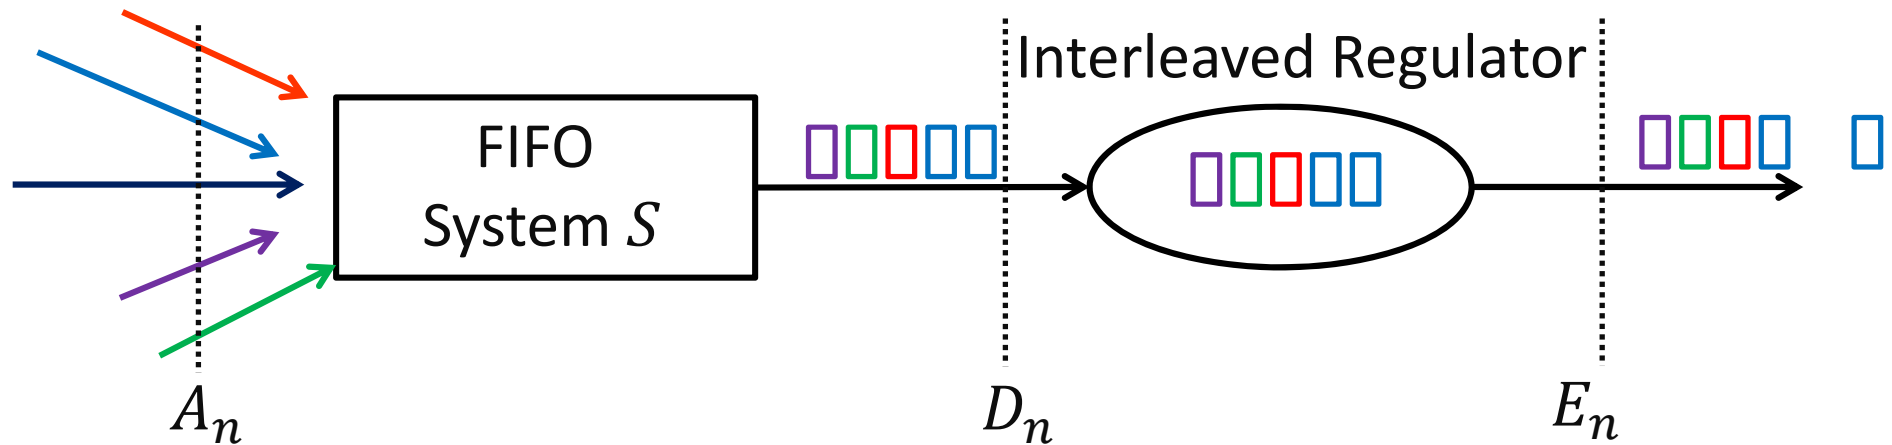 Interleaved Regulator
FIFO
System S
Aₙ
Dₙ
Eₙ